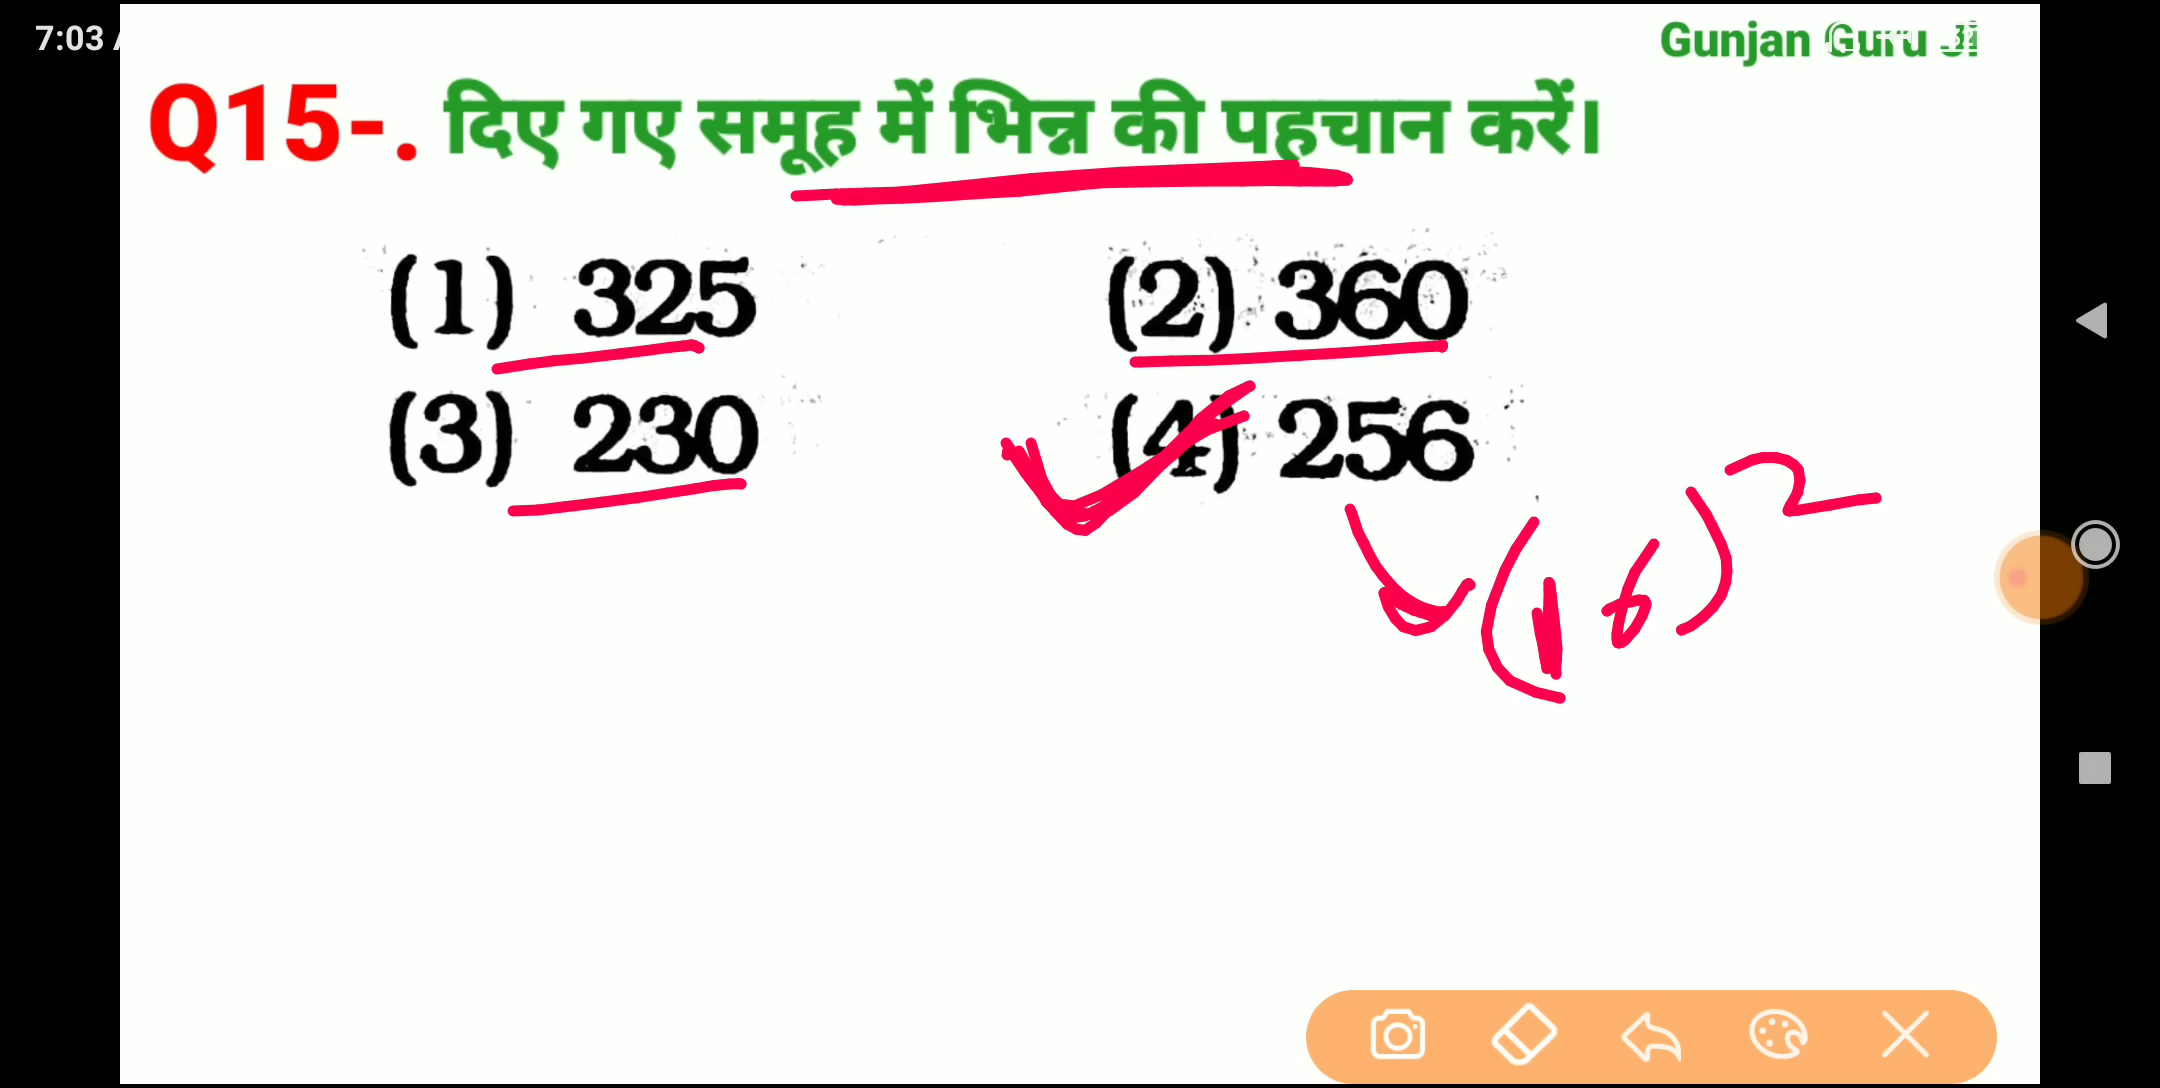 7:03
Gunjan Guru Ji
Q15-. दिए गए समूह में भिन्न की पहचान करें।
(1) 325 (2) 360
(3) 230 (4) 256
(16)2